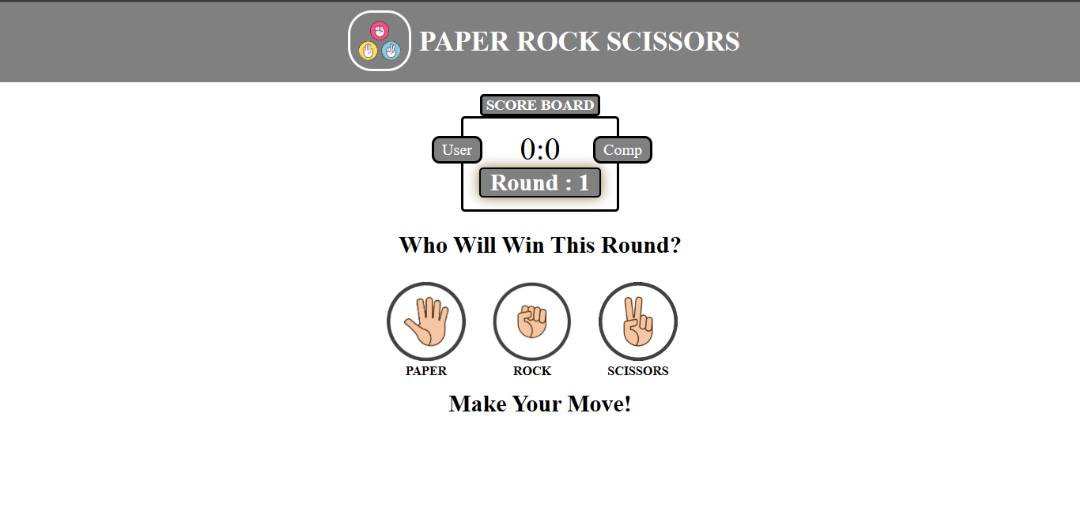 PAPER ROCK SCISSORS
SCORE BOARD
User 0:0 Comp
Round : 1
Who Will Win This Round?
PAPER ROCK SCISSORS
Make Your Move!